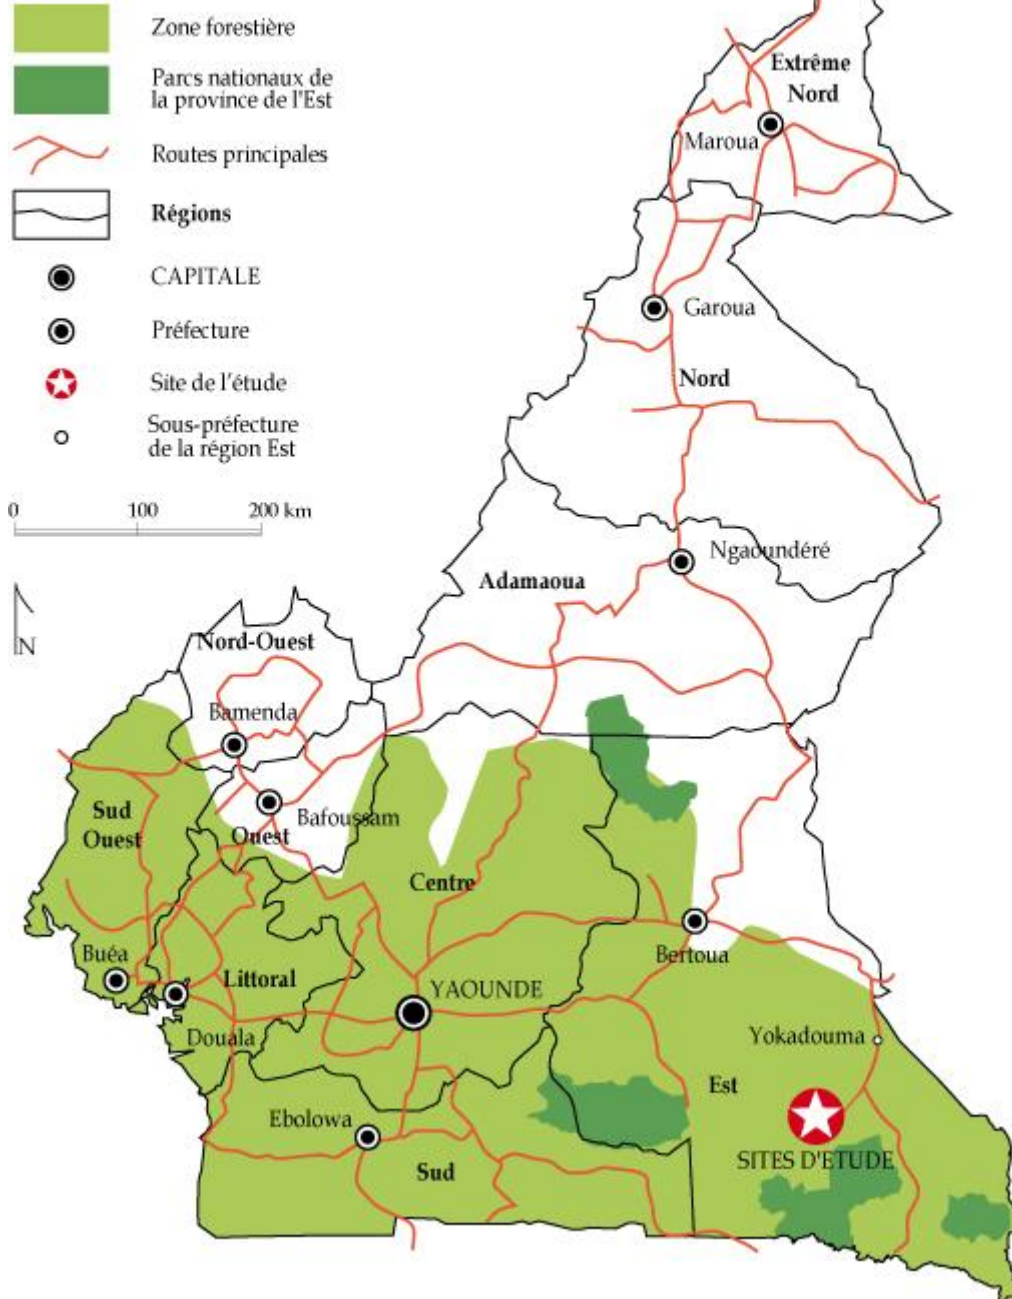 Zone forestière
Parcs nationaux de
la province de l'Est
Routes principales
Régions
CAPITALE
Préfecture
Site de l'étude
Sous-préfecture
de la région Est
0 100 200 km
N
Extrême
Nord
Maroua
Garoua
Nord
Ngaoundéré
Adamaoua
Nord-Ouest
Bamenda
Sud
Ouest
Bafoussam
Ouest
Centre
Bertoua
Buéa
Littoral
YAOUNDE
Douala
Yokadouma
Est
Ebolowa
SITES D'ETUDE
Sud